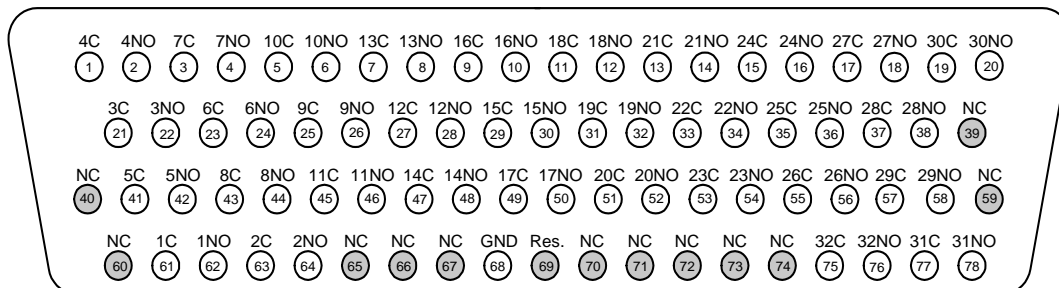 4C 4NO 7C 7NO 10C 10NO 13C 13NO 16C 16NO 18C 18NO 21C 21NO 24C 24NO 27C 27NO 30C 30NO
1 2 3 4 5 6 7 8 9 10 11 12 13 14 15 16 17 18 19 20
3C 3NO 6C 6NO 9C 9NO 12C 12NO 15C 15NO 19C 19NO 22C 22NO 25C 25NO 28C 28NO NC
21 22 23 24 25 26 27 28 29 30 31 32 33 34 35 36 37 38 39
NC 5C 5NO 8C 8NO 11C 11NO 14C 14NO 17C 17NO 20C 20NO 23C 23NO 26C 26NO 29C 29NO NC
40 41 42 43 44 45 46 47 48 49 50 51 52 53 54 55 56 57 58 59
NC 1C 1NO 2C 2NO NC NC NC GND Res. NC NC NC NC NC 32C 32NO 31C 31NO
60 61 62 63 64 65 66 67 68 69 70 71 72 73 74 75 76 77 78